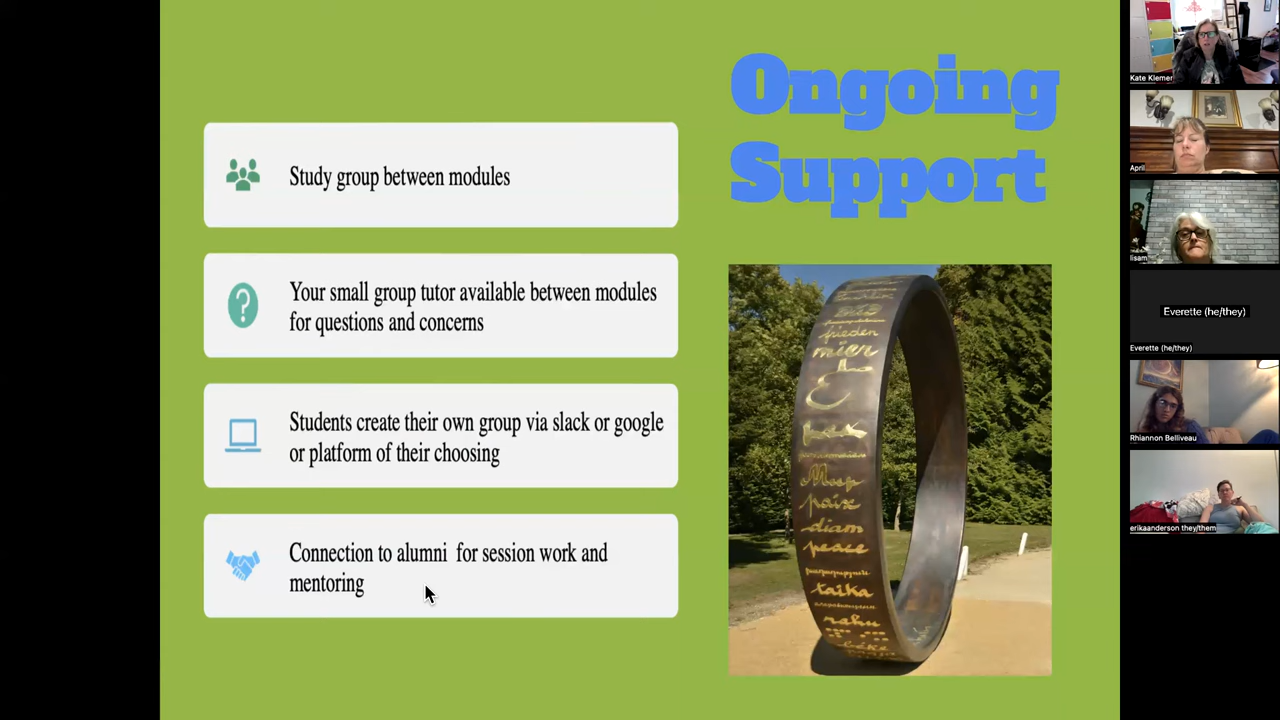 Ongoing
Support
Study group between modules
Your small group tutor available between modules
for questions and concerns
Students create their own group via slack or google
or platform of their choosing
Connection to alumni  for session work and
mentoring
frieden
mier
paix
diam
peace
taika
rahu
béke
Kate Klemer
April
lisam
Everette (he/they)
Everette (he/they)
Rhiannon Belliveau
erikaanderson they/them